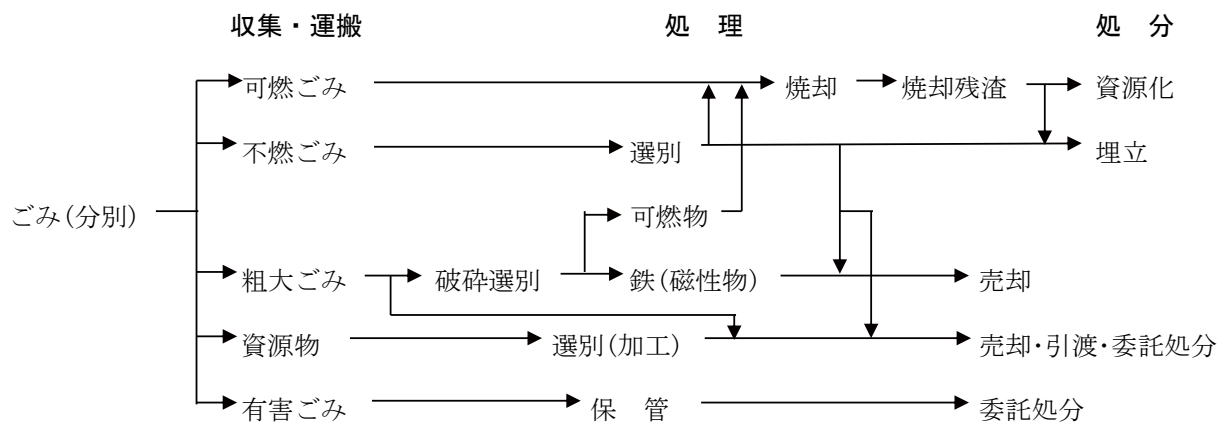 収集・運搬 処 理 処 分
可燃ごみ 焼却 焼却残渣 資源化
不燃ごみ 選別 埋立
ごみ(分別) 可燃物
粗大ごみ 破砕選別 鉄(磁性物) 売却
資源物 選別(加工) 売却・引渡・委託処分
有害ごみ 保 管 委託処分